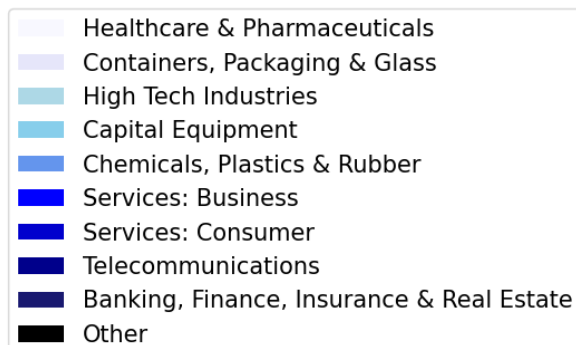 Healthcare & Pharmaceuticals
Containers, Packaging & Glass
High Tech Industries
Capital Equipment
Chemicals, Plastics & Rubber
Services: Business
Services: Consumer
Telecommunications
Banking, Finance, Insurance & Real Estate
Other